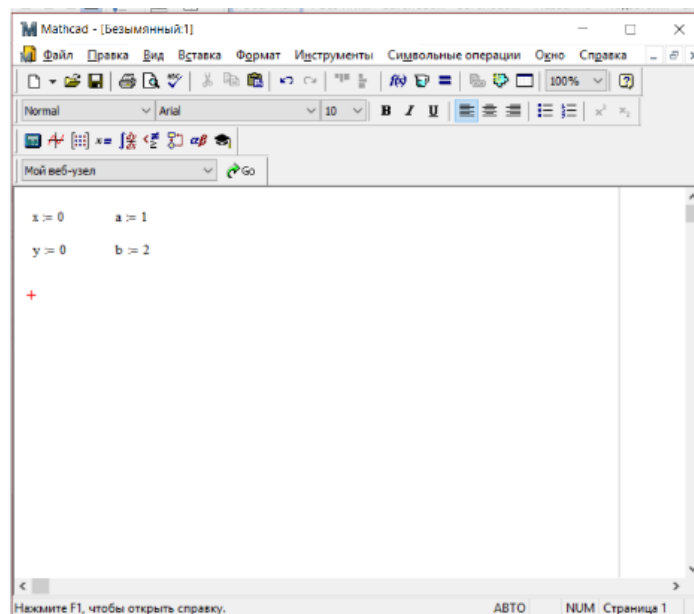 Mathcad - [Безымянный:1]
Файл Правка Вид Вставка Формат Инструменты Символьные операции Окно Справка
100%
Normal Arial 10 B I U
Мой веб-узел Go
x := 0 a := 1
y := 0 b := 2
Нажмите F1, чтобы открыть справку. АВТО NUM Страница 1